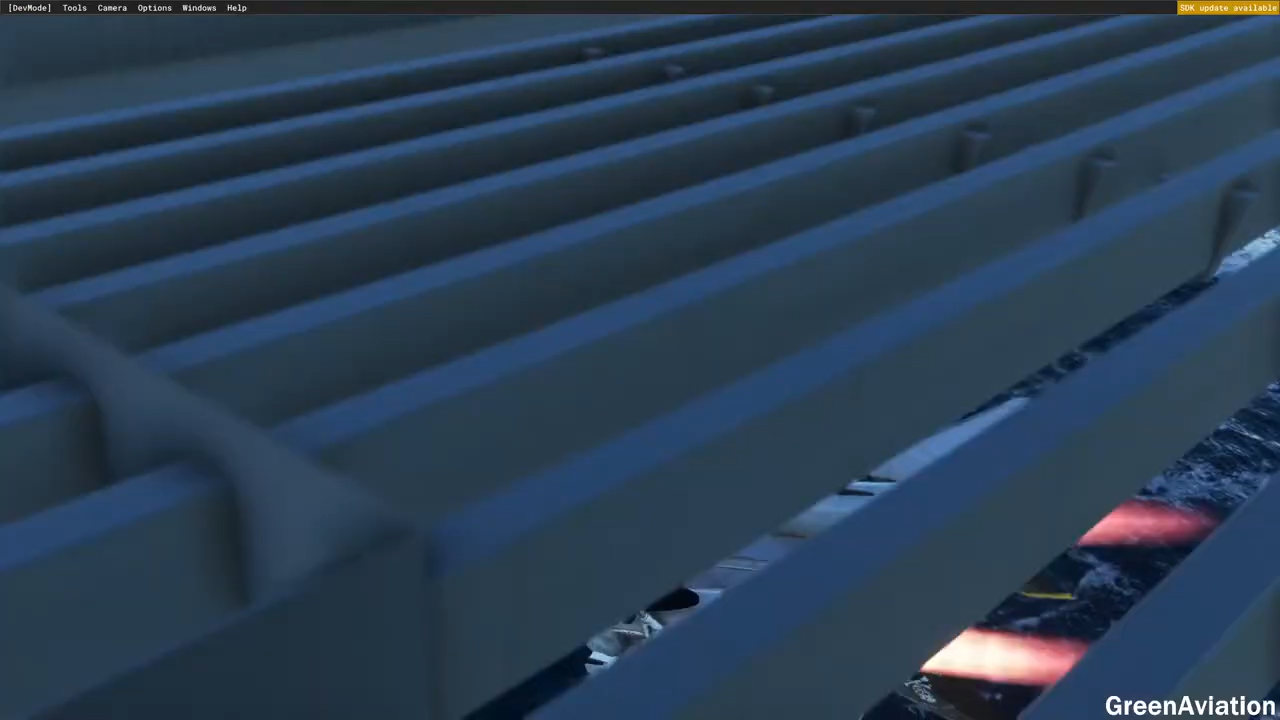 [DevMode] Tools Camera Options Windows Help
SDK update available
GreenAviation